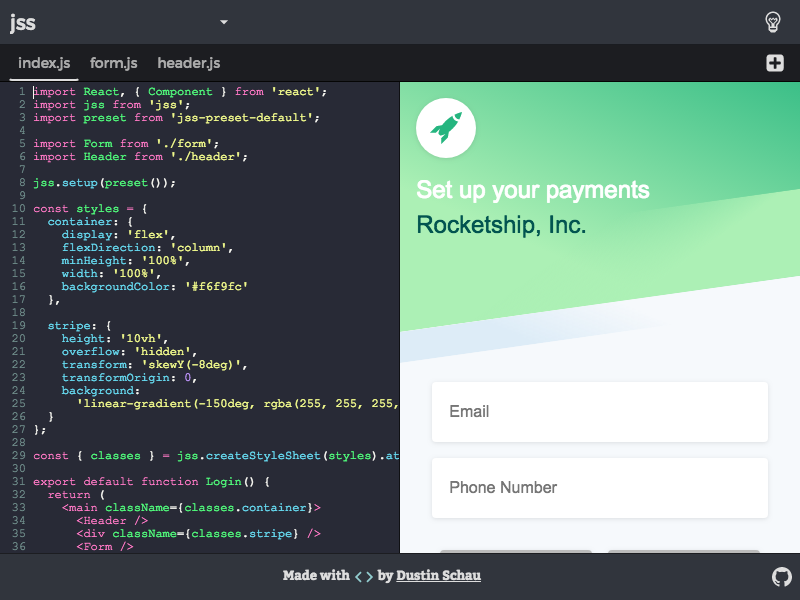 jss
index.js form.js header.js
1 import React, { Component } from 'react';
2 import jss from 'jss';
3 import preset from 'jss-preset-default';
4
5 import Form from './form';
6 import Header from './header';
7
8 jss.setup(preset());
9
10 const styles = {
11 container: {
12 display: 'flex',
13 flexDirection: 'column',
14 minHeight: '100%',
15 width: '100%',
16 backgroundColor: '#f6f9fc'
17 },
18
19 stripe: {
20 height: '10vh',
21 overflow: 'hidden',
22 transform: 'skewY(-8deg)',
23 transformOrigin: 0,
24 background:
25 'linear-gradient(-150deg, rgba(255, 255, 255,
26 }
27 };
28
29 const { classes } = jss.createStyleSheet(styles).at
30
31 export default function Login() {
32 return (
33 <main className={classes.container}>
34 <Header />
35 <div className={classes.stripe} />
36 <Form />
Set up your payments
Rocketship, Inc.
Email
Phone Number
Made with <> by Dustin Schau